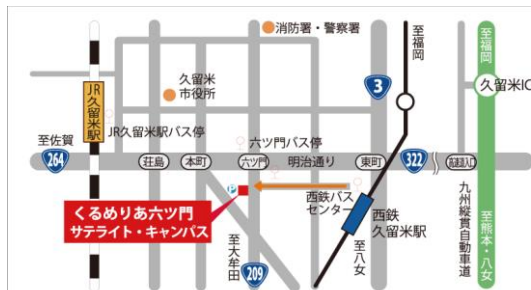 消防署・警察署
至福岡
至福岡
久留米IC
久留米
市役所
3
JR久留米駅
JR久留米駅バス停
六ツ門バス停
至佐賀
264
荘島
本町
六ツ門
明治通り
東町
322
高速道入口
P
くるめりあ六ツ門
サテライト・キャンパス
西鉄バス
センター
西鉄
久留米駅
至大牟田
209
至八女
九州縦貫自動車道
至熊本・八女